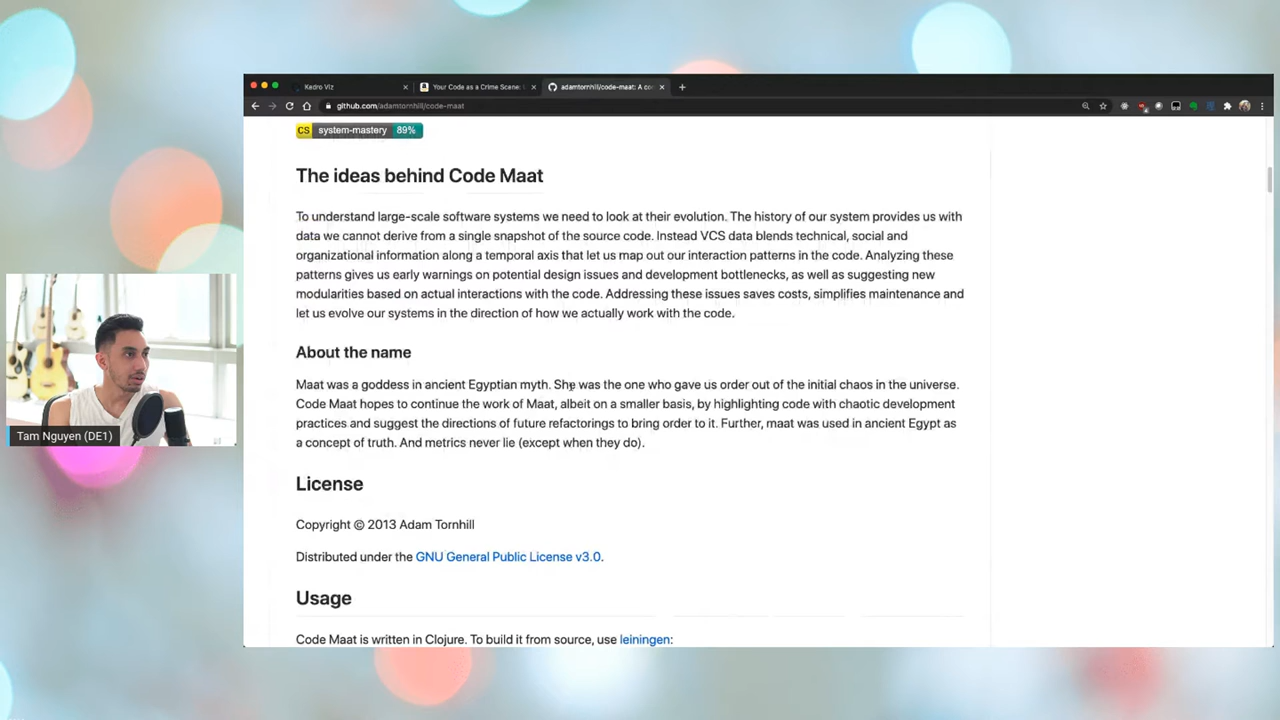 Kedro Viz
Your Code as a Crime Scene:
adamtornhill/code-maat: A co
github.com/adamtornhill/code-maat
CS system-mastery 89%
The ideas behind Code Maat
To understand large-scale software systems we need to look at their evolution. The history of our system provides us with
data we cannot derive from a single snapshot of the source code. Instead VCS data blends technical, social and
organizational information along a temporal axis that let us map out our interaction patterns in the code. Analyzing these
patterns gives us early warnings on potential design issues and development bottlenecks, as well as suggesting new
modularities based on actual interactions with the code. Addressing these issues saves costs, simplifies maintenance and
let us evolve our systems in the direction of how we actually work with the code.
About the name
Maat was a goddess in ancient Egyptian myth. She was the one who gave us order out of the initial chaos in the universe.
Code Maat hopes to continue the work of Maat, albeit on a smaller basis, by highlighting code with chaotic development
practices and suggest the directions of future refactorings to bring order to it. Further, maat was used in ancient Egypt as
a concept of truth. And metrics never lie (except when they do).
Tam Nguyen (DE1)
License
Copyright © 2013 Adam Tornhill
Distributed under the GNU General Public License v3.0.
Usage
Code Maat is written in Clojure. To build it from source, use leiningen: